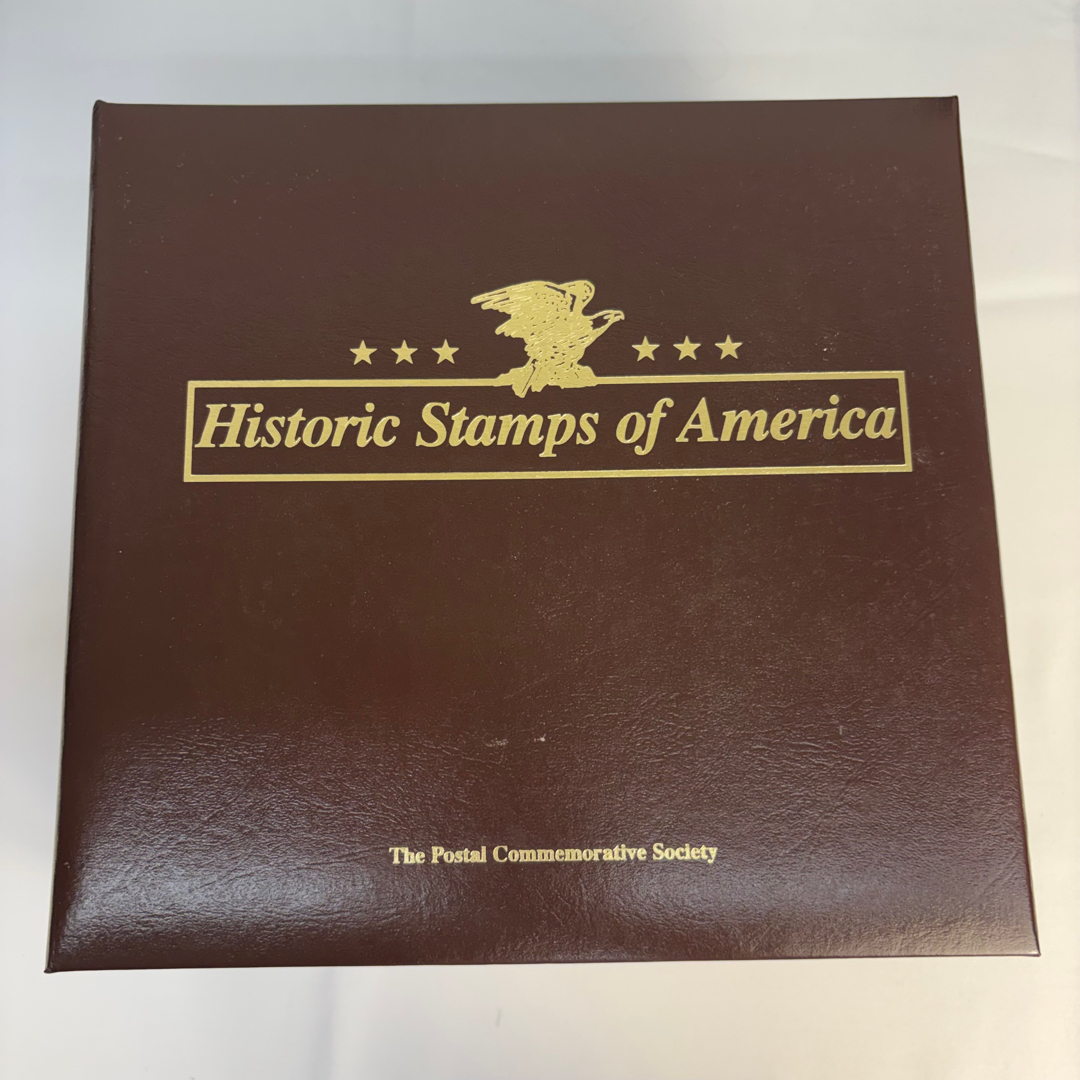 Historic Stamps of America
The Postal Commemorative Society